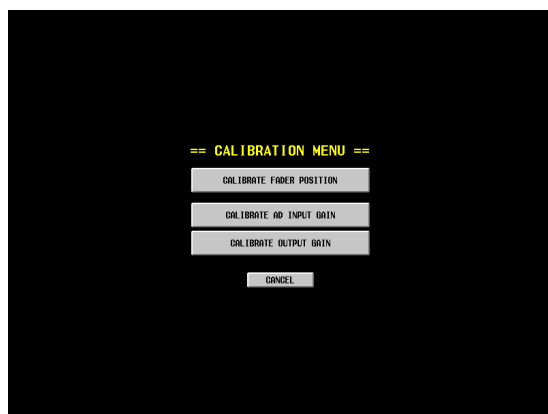 == CALIBRATION MENU ==
CALIBRATE FADER POSITION
CALIBRATE AD INPUT GAIN
CALIBRATE OUTPUT GAIN
CANCEL